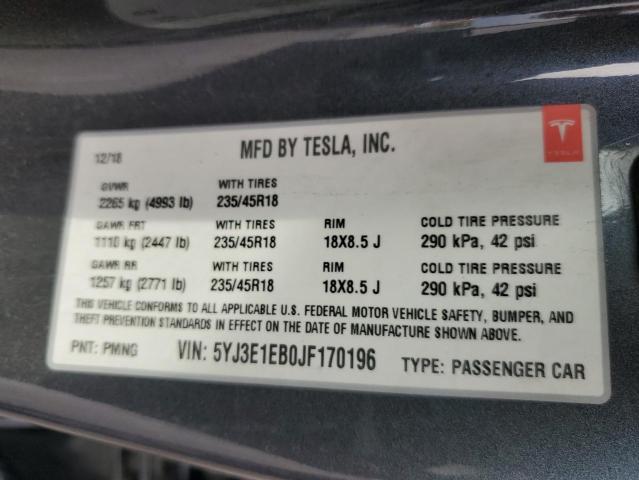 12/18 MFD BY TESLA, INC.
TESLA
GVWR WITH TIRES
2265 kg (4993 lb) 235/45R18
GAWR FRT WITH TIRES RIM COLD TIRE PRESSURE
1110 kg (2447 lb) 235/45R18 18X8.5 J 290 kPa, 42 psi
GAWR RR WITH TIRES RIM COLD TIRE PRESSURE
1257 kg (2771 lb) 235/45R18 18X8.5 J 290 kPa, 42 psi
THIS VEHICLE CONFORMS TO ALL APPLICABLE U.S. FEDERAL MOTOR VEHICLE SAFETY, BUMPER, AND
THEFT PREVENTION STANDARDS IN EFFECT ON THE DATE OF MANUFACTURE SHOWN ABOVE.
PNT: PMNG VIN: 5YJ3E1EB0JF170196 TYPE: PASSENGER CAR